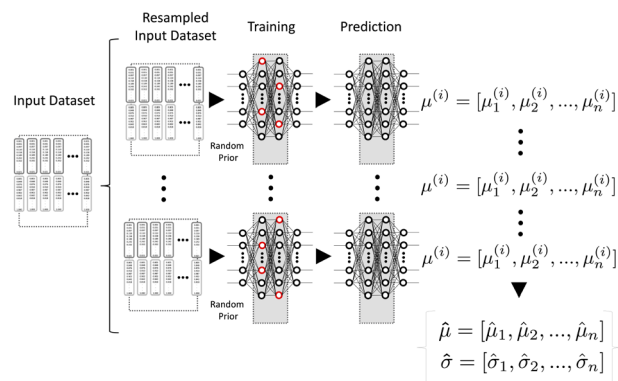 Resampled
Input Dataset
Training
Prediction
Input Dataset
Random
Prior
μ^(i) = [μ_1^(i), μ_2^(i), ..., μ_n^(i)]
μ^(i) = [μ_1^(i), μ_2^(i), ..., μ_n^(i)]
μ^(i) = [μ_1^(i), μ_2^(i), ..., μ_n^(i)]
Random
Prior
μ̂ = [μ̂_1, μ̂_2, ..., μ̂_n]
σ̂ = [σ̂_1, σ̂_2, ..., σ̂_n]